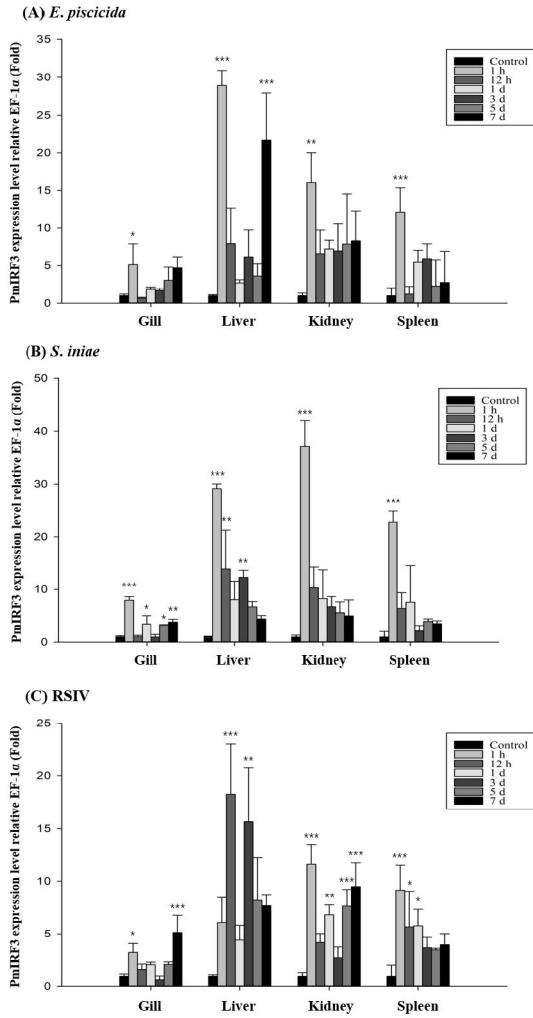 (A) E. piscicida
PmIRF3 expression level relative EF-1α (Fold)
35
30
25
20
15
10
5
0
Control
1 h
12 h
1 d
3 d
5 d
7 d
*
***
***
**
***
Gill Liver Kidney Spleen
(B) S. iniae
PmIRF3 expression level relative EF-1α (Fold)
50
40
30
20
10
0
Control
1 h
12 h
1 d
3 d
5 d
7 d
***
*
*
**
***
**
**
***
***
Gill Liver Kidney Spleen
(C) RSIV
PmIRF3 expression level relative EF-1α (Fold)
25
20
15
10
5
0
Control
1 h
12 h
1 d
3 d
5 d
7 d
*
***
***
**
***
**
***
***
***
*
*
Gill Liver Kidney Spleen